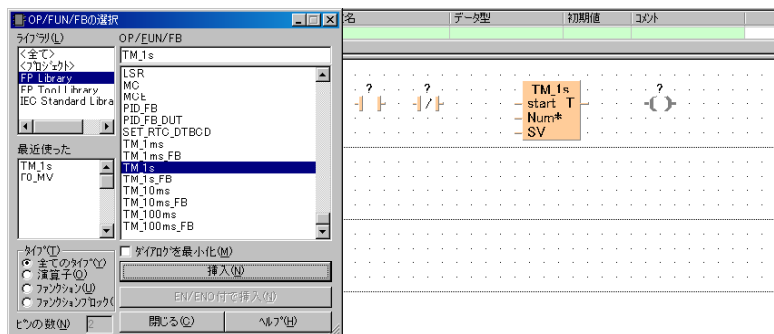 OP/FUN/FBの選択
ライブラリ(L)
<全て>
<プロジェクト>
FP Library
FP Tool Library
IEC Standard Libra
最近使った
TM_1s
F0_MV
OP/FUN/FB
TM_1s
LSR
MC
MCE
PID_FB
PID_FB_DUT
SET_RTC_DTBCD
TM_1ms
TM_1ms_FB
TM_1s
TM_1s_FB
TM_10ms
TM_10ms_FB
TM_100ms
TM_100ms_FB
タイプ(T)
全てのタイプ(Y)
演算子(O)
ファンクション(U)
ファンクションブロック(
ピンの数(N) 2
ダイアログを最小化(M)
挿入(N)
EN/ENO付で挿入(N)
閉じる(C) ヘルプ(H)
名 データ型 初期値 コメント
? ? TM_1s ?
start T
Num*
SV